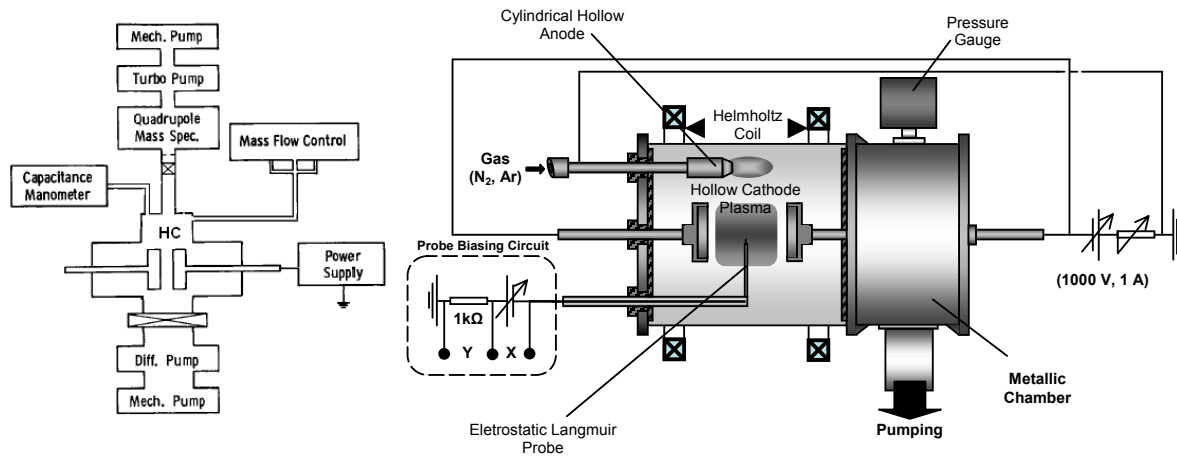 Mech. Pump
Turbo Pump
Quadrupole
Mass Spec.
Mass Flow Control
Capacitance
Manometer
HC
Power
Supply
Diff. Pump
Mech. Pump
Cylindrical Hollow
Anode
Pressure
Gauge
Helmholtz
Coil
Gas
(N₂, Ar)
Hollow Cathode
Plasma
Probe Biasing Circuit
1kΩ
Y X
(1000 V, 1 A)
Metallic
Chamber
Eletrostatic Langmuir
Probe
Pumping